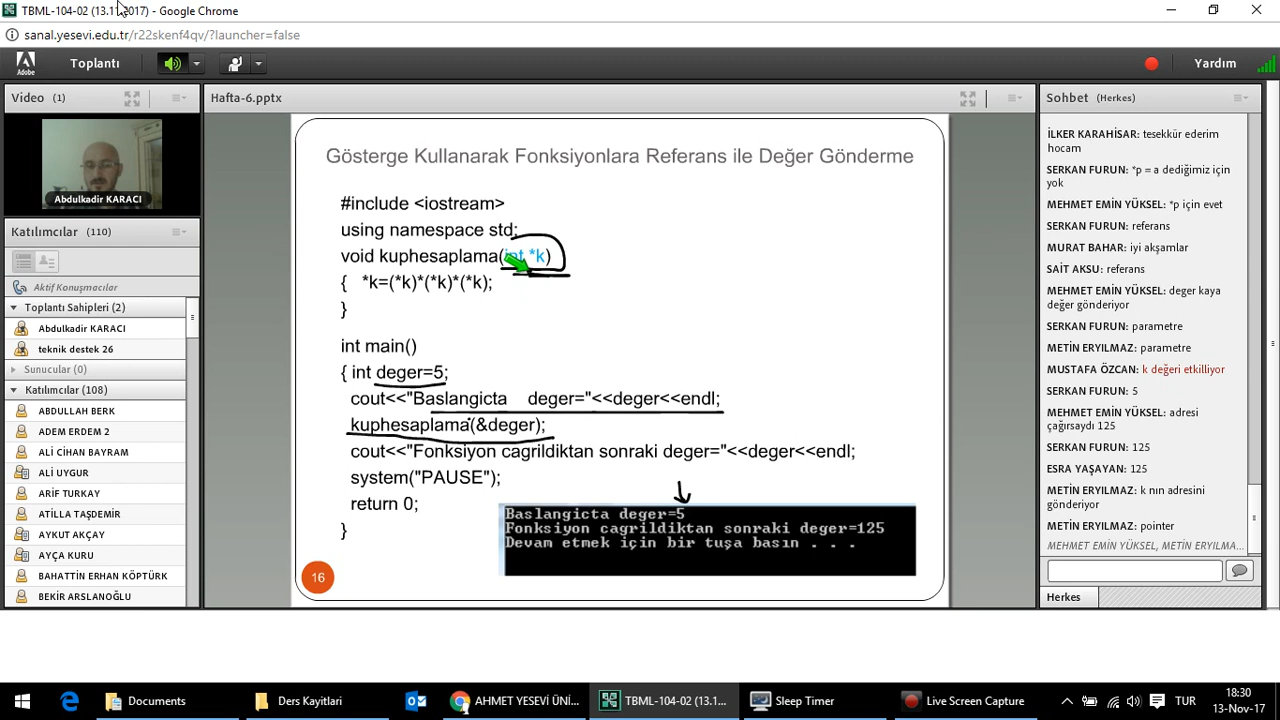 TBML-104-02 (13.11.2017) - Google Chrome
sanal.yesevi.edu.tr/r22skenf4qv/?launcher=false
Adobe
Toplantı
Yardım
Video (1)
Abdulkadir KARACI
Katılımcılar (110)
Aktif Konuşmacılar
Toplantı Sahipleri (2)
Abdulkadir KARACI
teknik destek 26
Sunucular (0)
Katılımcılar (108)
ABDULLAH BERK
ADEM ERDEM 2
ALİ CİHAN BAYRAM
ALİ UYGUR
ARİF TURKAY
ATİLLA TAŞDEMİR
AYKUT AKÇAY
AYÇA KURU
BAHATTİN ERHAN KÖPTÜRK
BEKİR ARSLANOĞLU
Hafta-6.pptx
Gösterge Kullanarak Fonksiyonlara Referans ile Değer Gönderme
#include <iostream>
using namespace std;
void kuphesaplama(int *k)
{ *k=(*k)*(*k)*(*k);
}
int main()
{ int deger=5;
cout<<"Baslangicta deger="<<deger<<endl;
kuphesaplama(&deger);
cout<<"Fonksiyon cagrildiktan sonraki deger="<<deger<<endl;
system("PAUSE");
return 0;
}
Baslangicta deger=5
Fonksiyon cagrildiktan sonraki deger=125
Devam etmek için bir tuşa basın . . .
16
Sohbet (Herkes)
İLKER KARAHİSAR: tesekkür ederim
hocam
SERKAN FURUN: *p = a dediğimiz için
yok
MEHMET EMİN YÜKSEL: *p için evet
SERKAN FURUN: referans
MURAT BAHAR: iyi akşamlar
SAİT AKSU: referans
MEHMET EMİN YÜKSEL: deger kaya
değer gönderiyor
SERKAN FURUN: parametre
METİN ERYILMAZ: parametre
MUSTAFA ÖZCAN: k değeri etkilliyor
SERKAN FURUN: 5
MEHMET EMİN YÜKSEL: adresi
çağırsaydı 125
SERKAN FURUN: 125
ESRA YAŞAYAN: 125
METİN ERYILMAZ: k nın adresini
gönderiyor
METİN ERYILMAZ: pointer
MEHMET EMİN YÜKSEL, METİN ERYILMA...
Herkes
Documents
Ders Kayitlari
AHMET YESEVİ ÜNİ...
TBML-104-02 (13.1...
Sleep Timer
Live Screen Capture
TUR
18:30
13-Nov-17